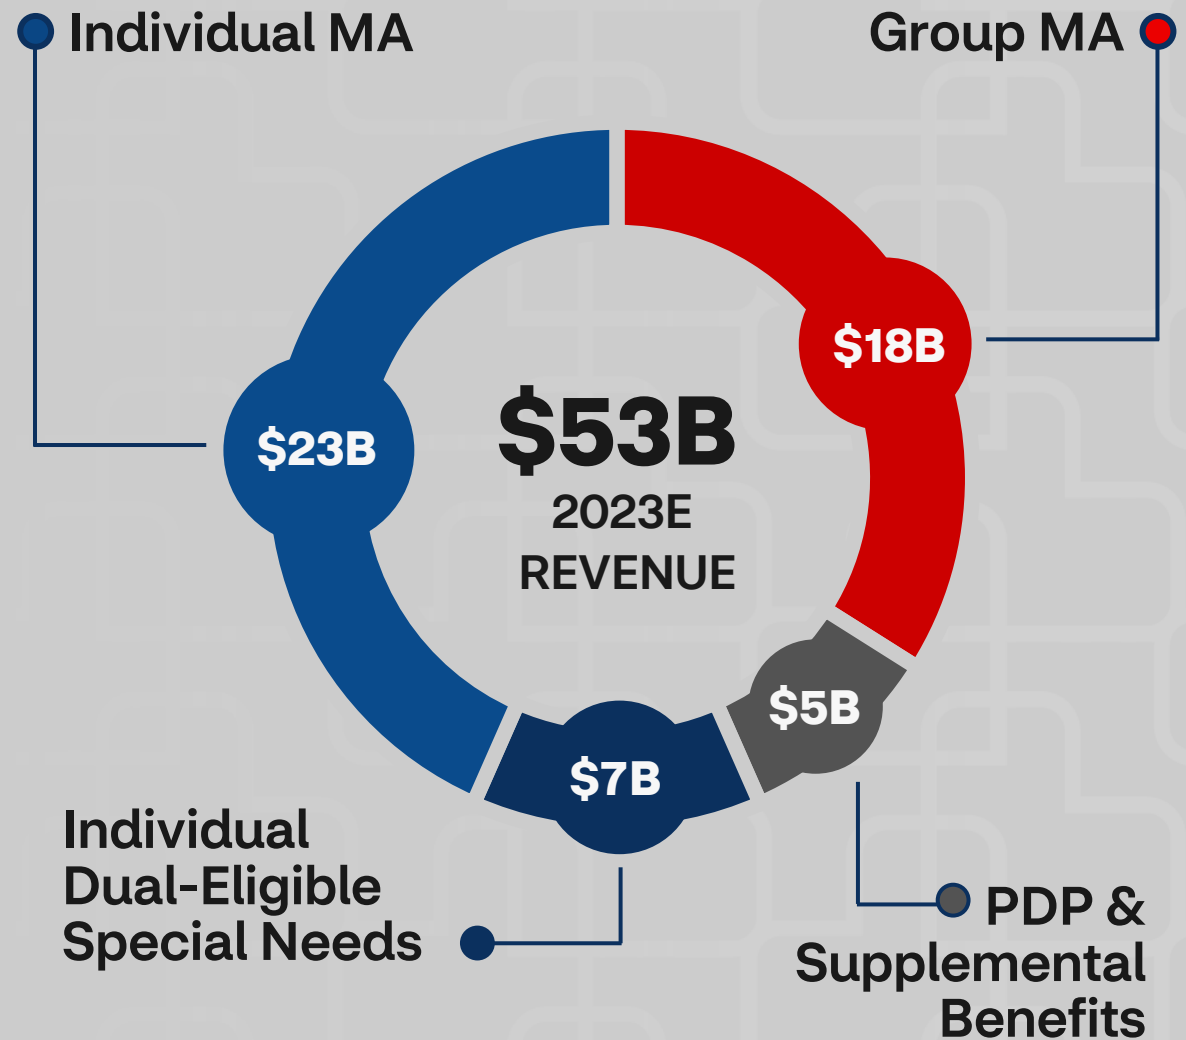 Individual MA
Group MA
$18B
$23B
$53B
2023E
REVENUE
$5B
$7B
Individual
Dual-Eligible
Special Needs
PDP &
Supplemental
Benefits